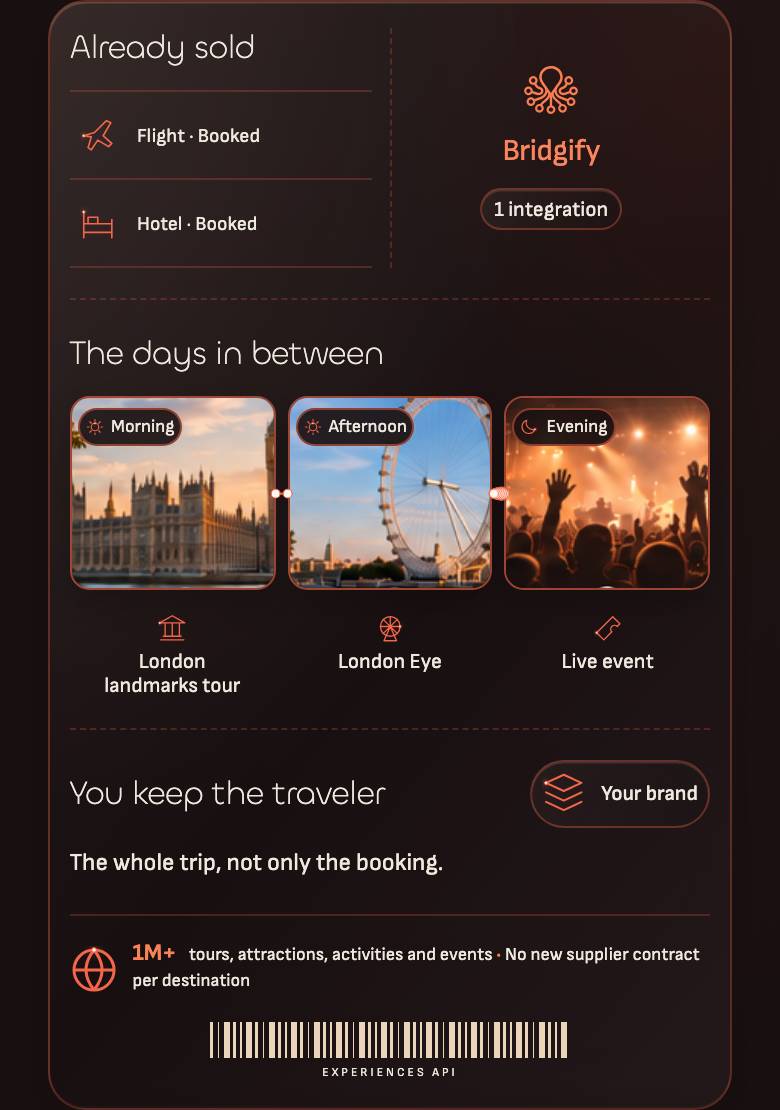 Already sold
Flight · Booked
Hotel · Booked
Bridgify
1 integration
The days in between
Morning
Afternoon
Evening
London
landmarks tour
London Eye
Live event
You keep the traveler
Your brand
The whole trip, not only the booking.
1M+ tours, attractions, activities and events · No new supplier contract
per destination
EXPERIENCES API